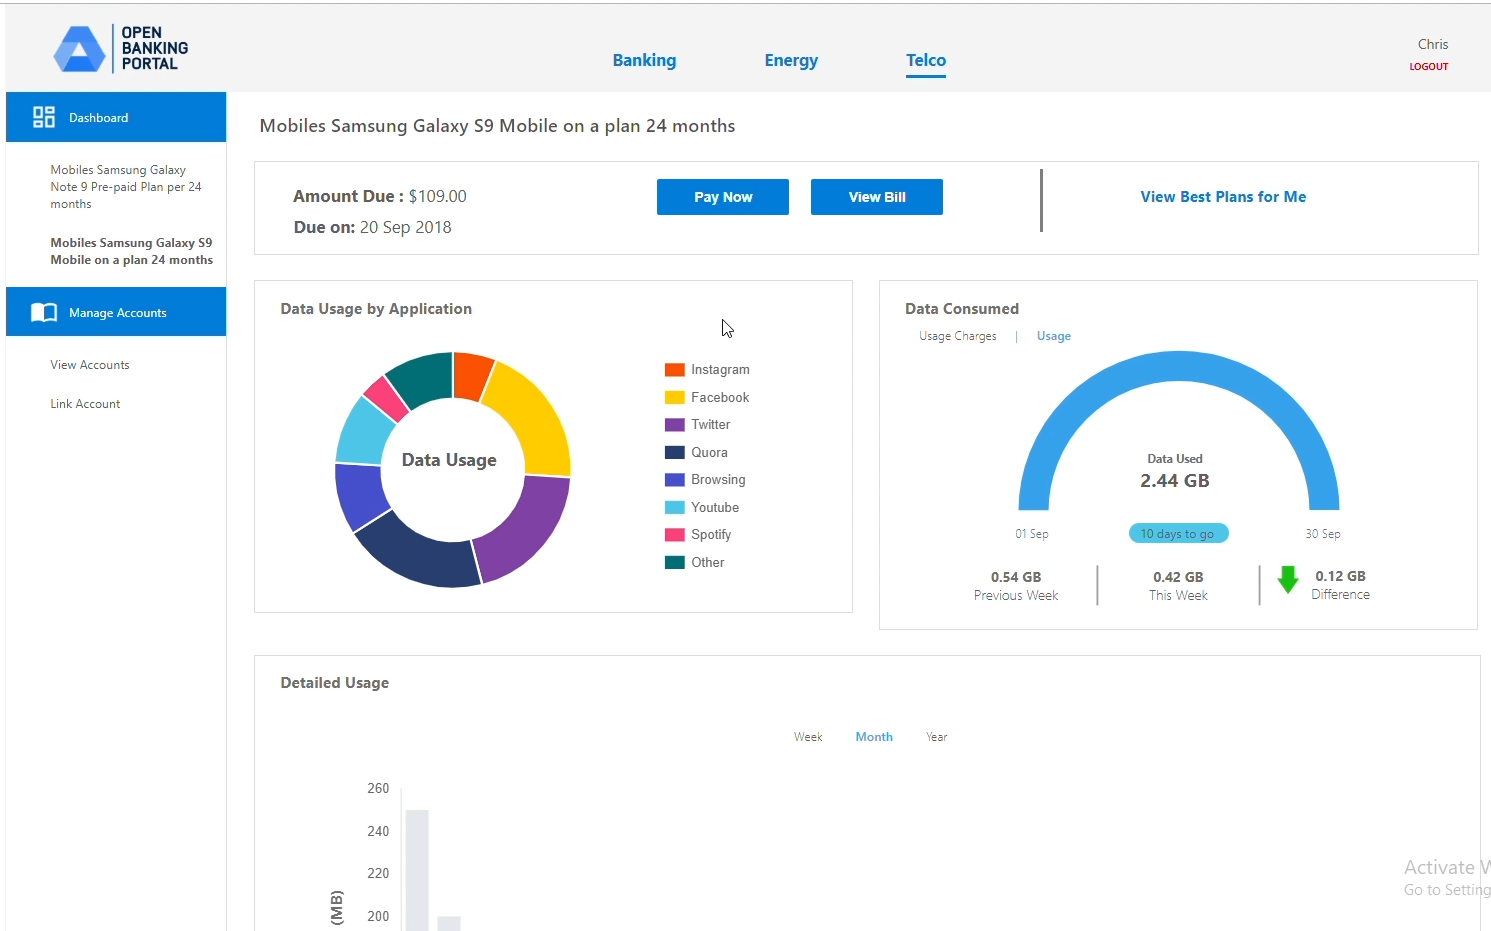 OPEN
BANKING
PORTAL
Banking
Energy
Telco
Chris
LOGOUT
Dashboard
Mobiles Samsung Galaxy
Note 9 Pre-paid Plan per 24
months
Mobiles Samsung Galaxy S9
Mobile on a plan 24 months
Manage Accounts
View Accounts
Link Account
Mobiles Samsung Galaxy S9 Mobile on a plan 24 months
Amount Due : $109.00
Due on: 20 Sep 2018
Pay Now
View Bill
View Best Plans for Me
Data Usage by Application
Data Usage
Instagram
Facebook
Twitter
Quora
Browsing
Youtube
Spotify
Other
Data Consumed
Usage Charges | Usage
Data Used
2.44 GB
01 Sep
10 days to go
30 Sep
0.54 GB
Previous Week
0.42 GB
This Week
0.12 GB
Difference
Detailed Usage
Week
Month
Year
260
240
220
200
(MB)
Activate W
Go to Setting